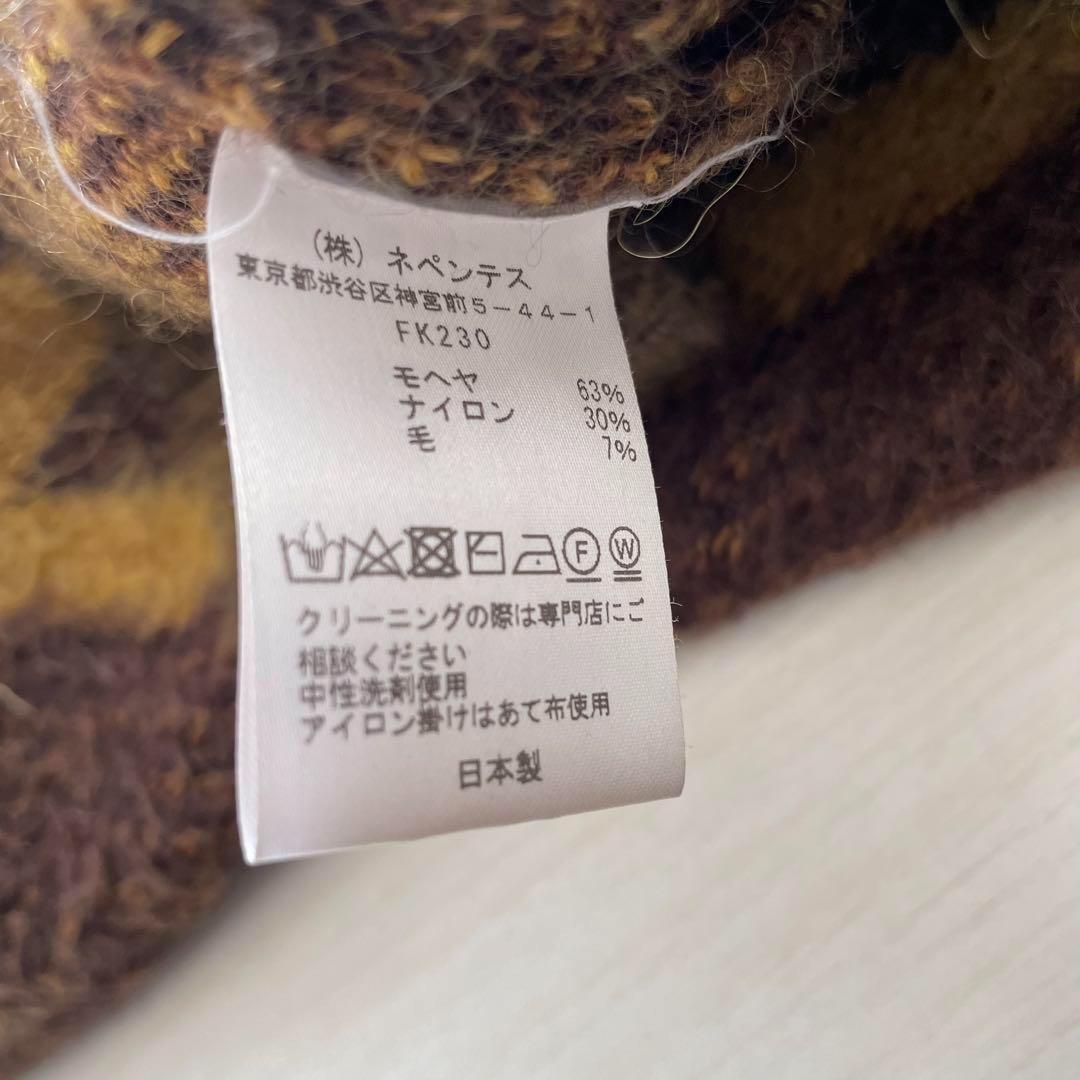 （株）ネペンテス
東京都渋谷区神宮前５－４４－１
FK230
モヘヤ 63%
ナイロン 30%
毛 7%
F W
クリーニングの際は専門店にご
相談ください
中性洗剤使用
アイロン掛けはあて布使用
日本製